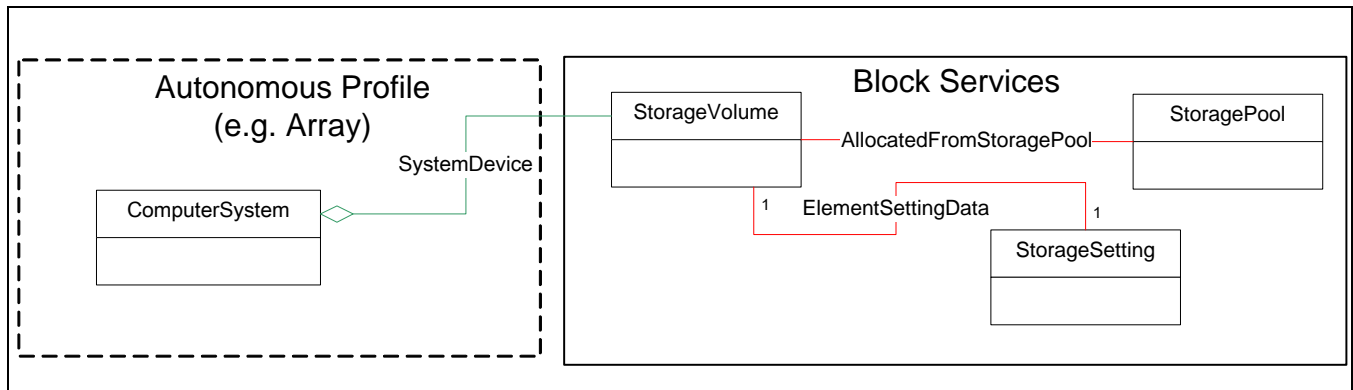 Autonomous Profile
(e.g. Array)
SystemDevice
ComputerSystem
Block Services
StorageVolume
StoragePool
AllocatedFromStoragePool
1
ElementSettingData
1
StorageSetting